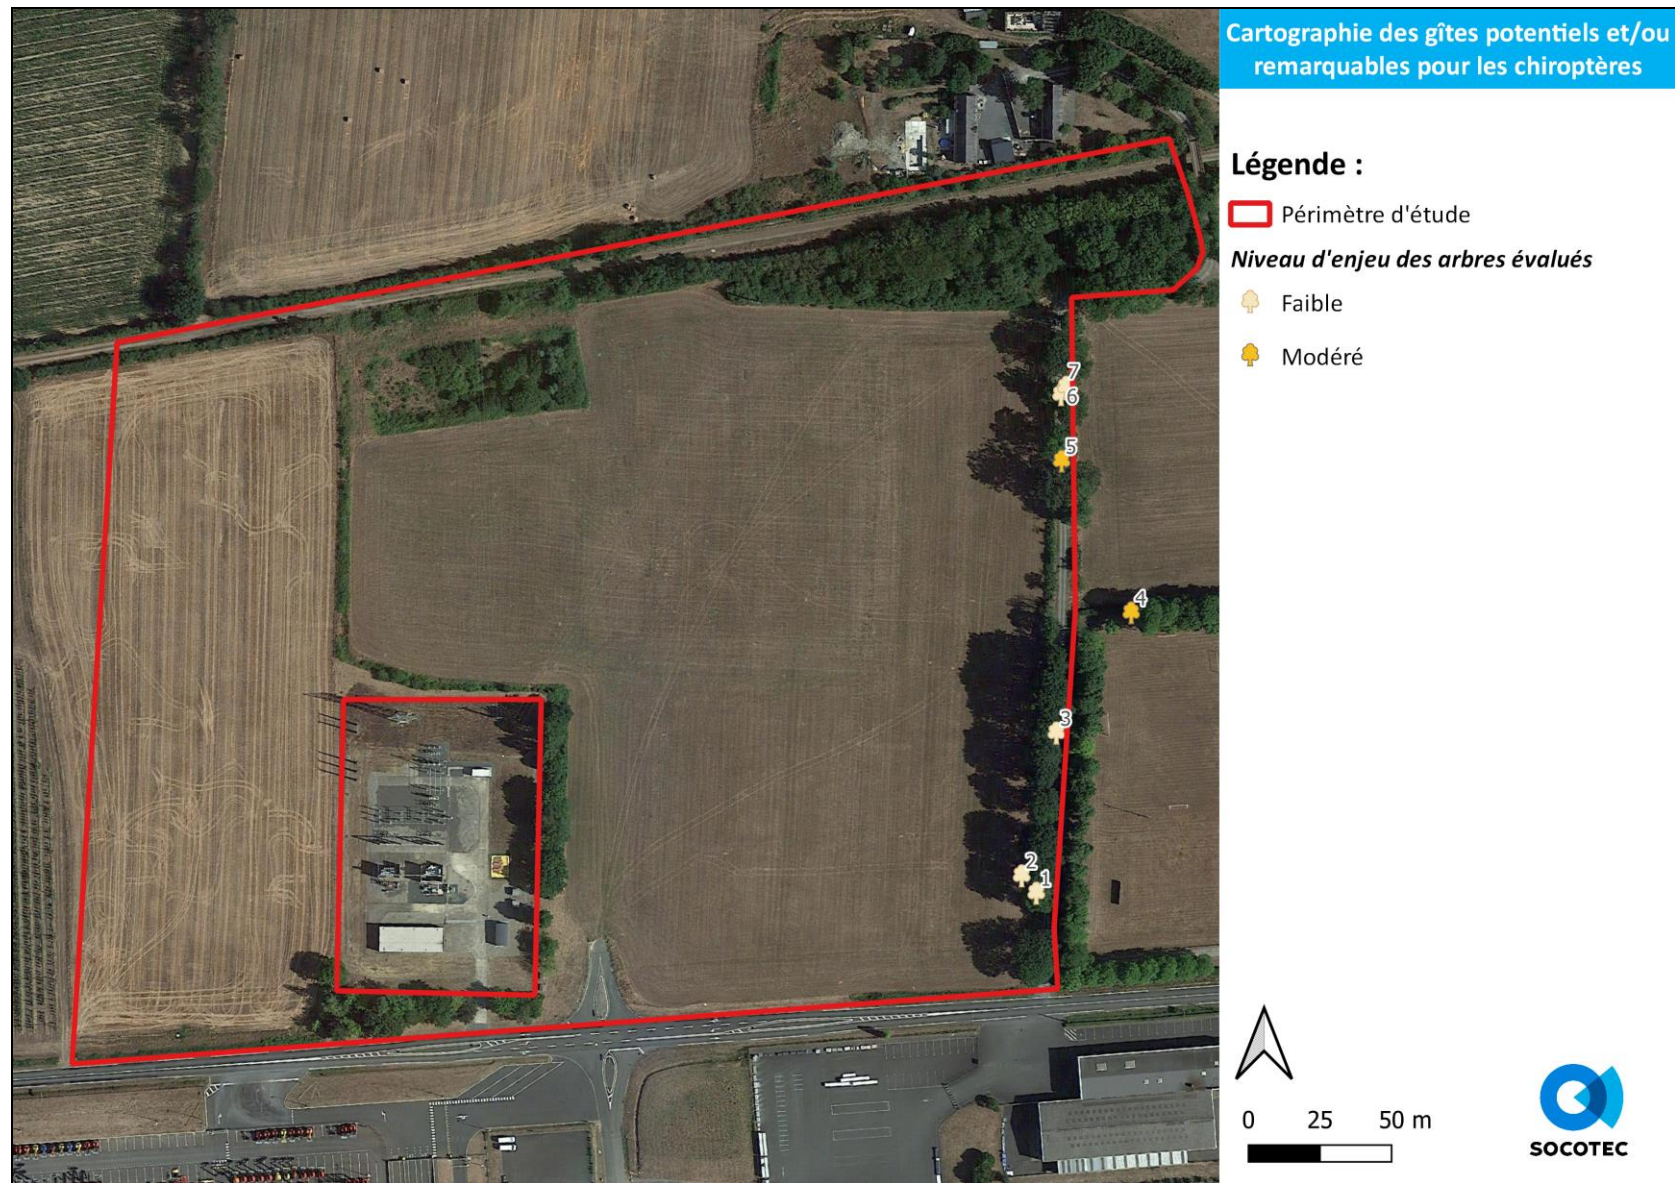 Cartographie des gîtes potentiels et/ou
remarquables pour les chiroptères
Légende :
Périmètre d'étude
Niveau d'enjeu des arbres évalués
Faible
Modéré
7
6
5
4
3
2
1
0 25 50 m
SOCOTEC